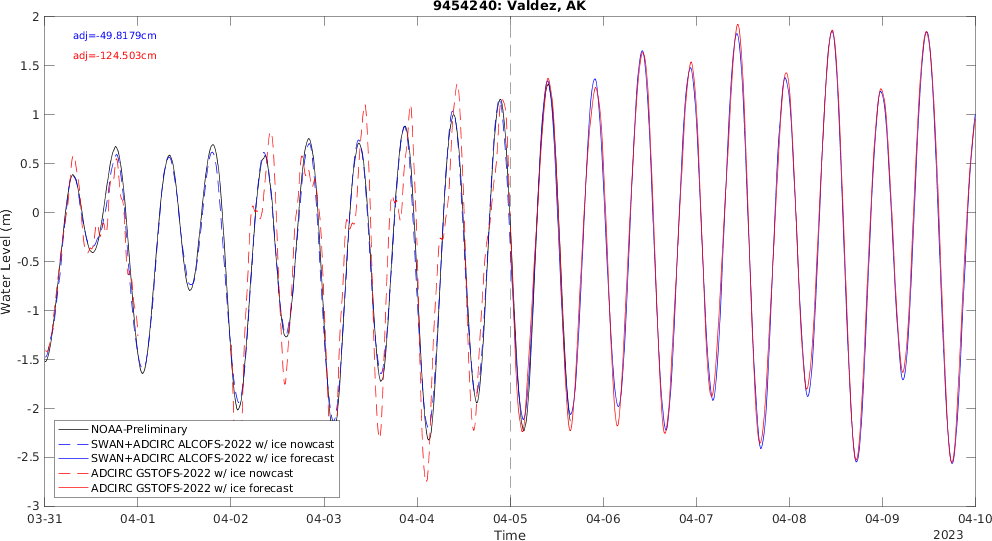 9454240: Valdez, AK
adj=-49.8179cm
adj=-124.503cm
Water Level (m)
2
1.5
1
0.5
0
-0.5
-1
-1.5
-2
-2.5
-3
NOAA-Preliminary
SWAN+ADCIRC ALCOFS-2022 w/ ice nowcast
SWAN+ADCIRC ALCOFS-2022 w/ ice forecast
ADCIRC GSTOFS-2022 w/ ice nowcast
ADCIRC GSTOFS-2022 w/ ice forecast
03-31 04-01 04-02 04-03 04-04 04-05 04-06 04-07 04-08 04-09 04-10
Time
2023